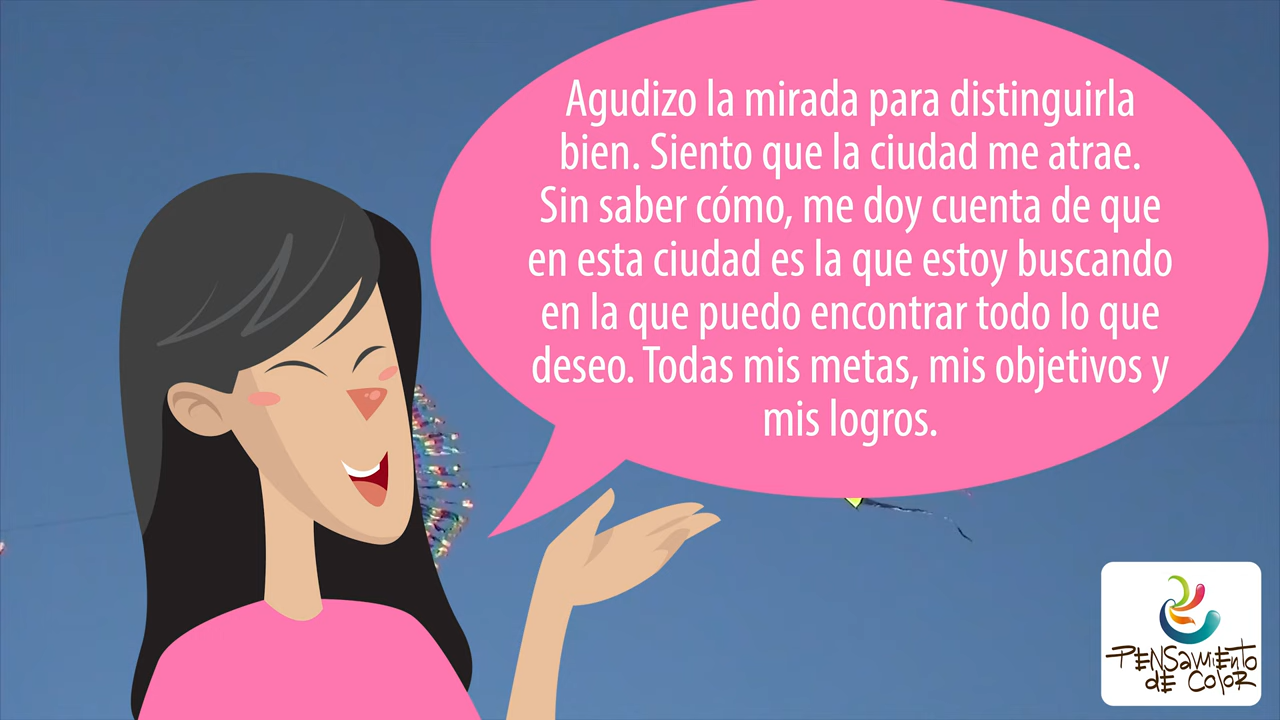 Agudizo la mirada para distinguirla
bien. Siento que la ciudad me atrae.
Sin saber cómo, me doy cuenta de que
en esta ciudad es la que estoy buscando
en la que puedo encontrar todo lo que
deseo. Todas mis metas, mis objetivos y
mis logros.
PENSAMIENTO
DE COLOR